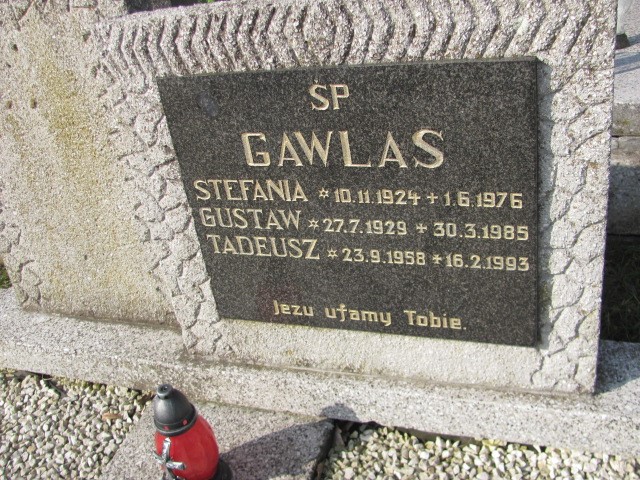 ŚP
GAWLAS
STEFANIA * 10.11.1924 + 1.6.1976
GUSTAW * 27.7.1929 + 30.3.1985
TADEUSZ * 23.9.1958 + 16.2.1993
Jezu ufamy Tobie.